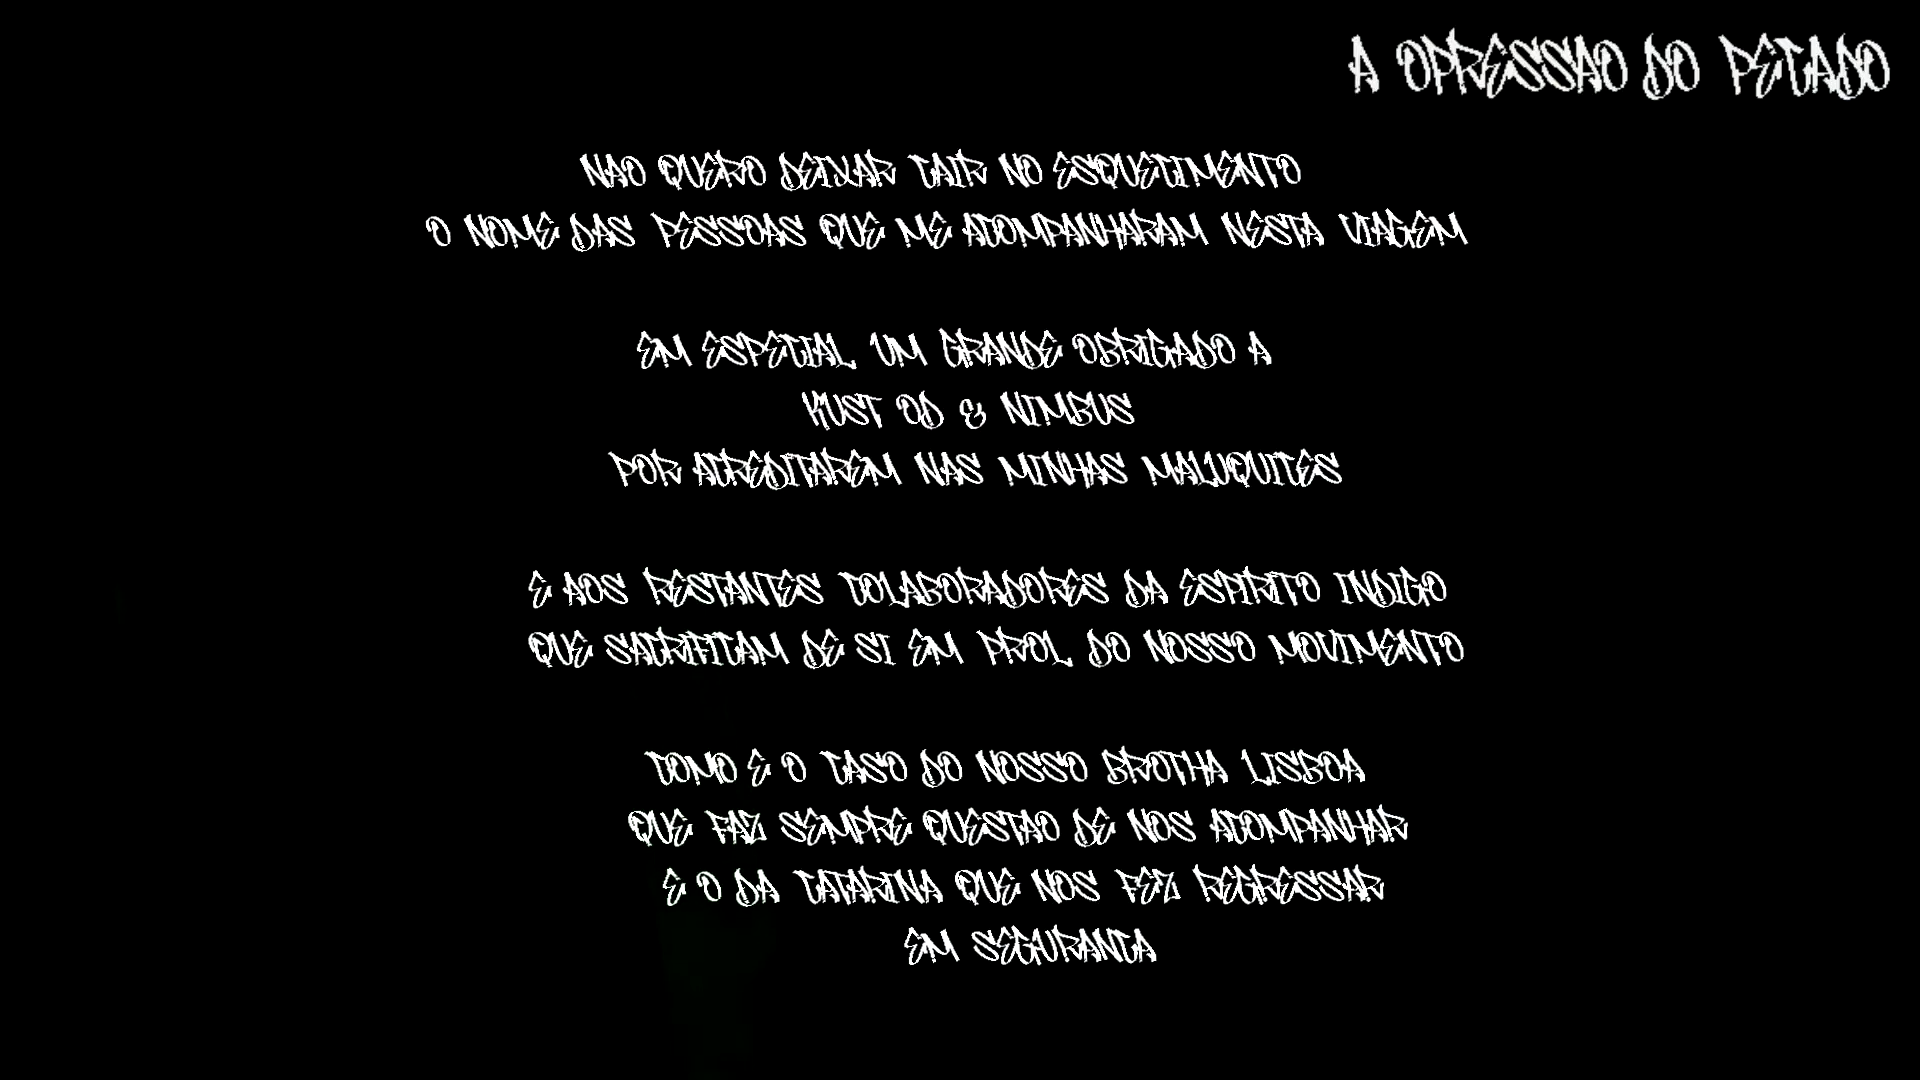 A OPRESSAO DO PECADO
NAO QUERO DEIXAR CAIR NO ESQUECIMENTO
O NOME DAS PESSOAS QUE ME ACOMPANHARAM NESTA VIAGEM
EM ESPECIAL UM GRANDE OBRIGADO A
KUST OD & NIMBUS
POR ACREDITAREM NAS MINHAS MALUQUICES
E AOS RESTANTES COLABORADORES DA ESPIRITO INDIGO
QUE SACRIFICAM DE SI EM PROL DO NOSSO MOVIMENTO
COMO E O CASO DO NOSSO BROTHA LISBOA
QUE FAZ SEMPRE QUESTAO DE NOS ACOMPANHAR
E O DA CATARINA QUE NOS FEZ REGRESSAR
EM SEGURANCA